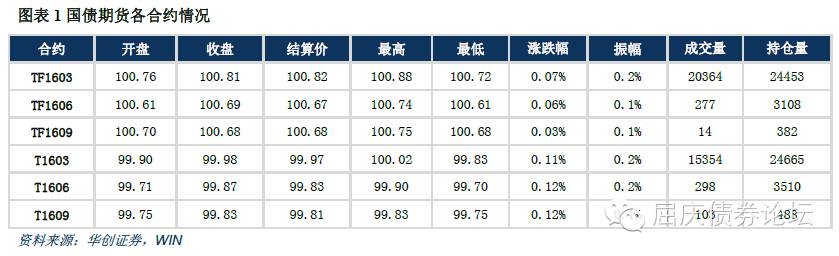 图表 1 国债期货各合约情况
合约 开盘 收盘 结算价 最高 最低 涨跌幅 振幅 成交量 持仓量
TF1603 100.76 100.81 100.82 100.88 100.72 0.07% 0.2% 20364 24453
TF1606 100.61 100.69 100.67 100.74 100.61 0.06% 0.1% 277 3108
TF1609 100.70 100.68 100.68 100.75 100.68 0.03% 0.1% 14 382
T1603 99.90 99.98 99.97 100.02 99.83 0.11% 0.2% 15354 24665
T1606 99.71 99.87 99.83 99.90 99.70 0.12% 0.2% 298 3510
T1609 99.75 99.83 99.81 99.83 99.75 0.12% 103 488
屈庆债券论坛
资料来源：华创证券，WIN